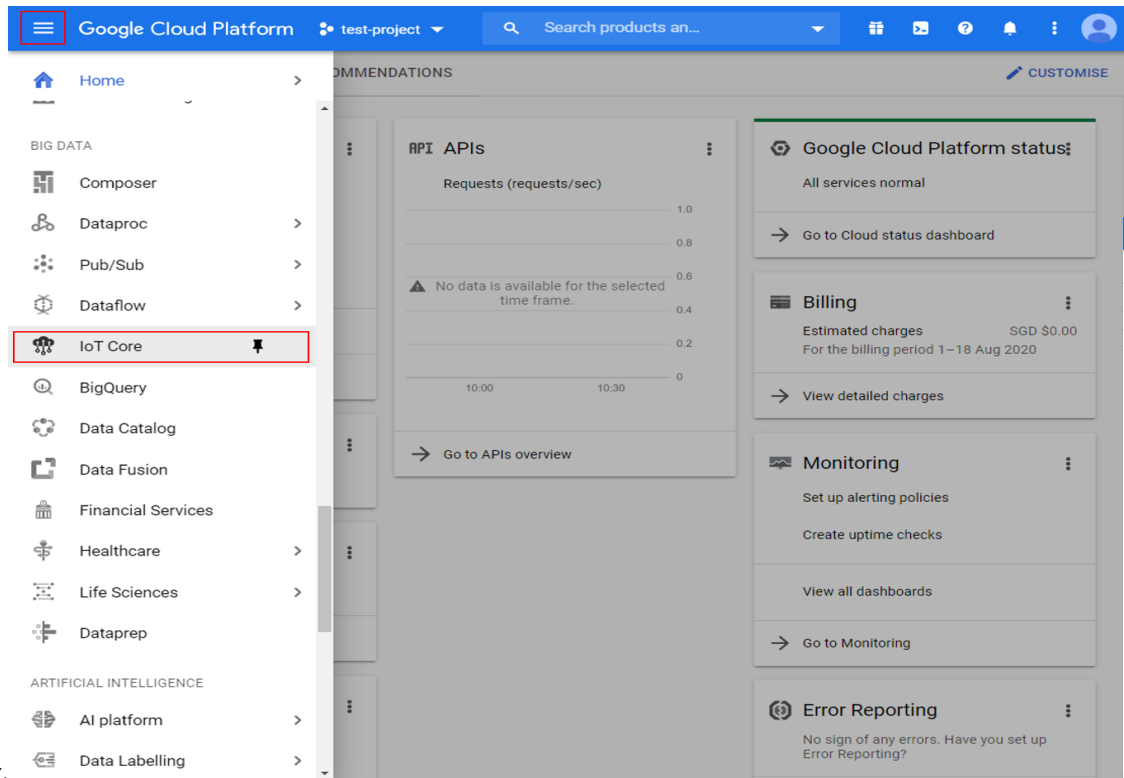 Google Cloud Platform
test-project
Search products an...
Home
OMMENDATIONS
CUSTOMISE
BIG DATA
Composer
Dataproc
Pub/Sub
Dataflow
IoT Core
BigQuery
Data Catalog
Data Fusion
Financial Services
Healthcare
Life Sciences
Dataprep
ARTIFICIAL INTELLIGENCE
AI platform
Data Labelling
API APIs
Requests (requests/sec)
1.0
0.8
0.6
0.4
0.2
0
No data is available for the selected
time frame.
10:00 10:30
Go to APIs overview
Google Cloud Platform status
All services normal
Go to Cloud status dashboard
Billing
Estimated charges SGD $0.00
For the billing period 1–18 Aug 2020
View detailed charges
Monitoring
Set up alerting policies
Create uptime checks
View all dashboards
Go to Monitoring
Error Reporting
No sign of any errors. Have you set up
Error Reporting?